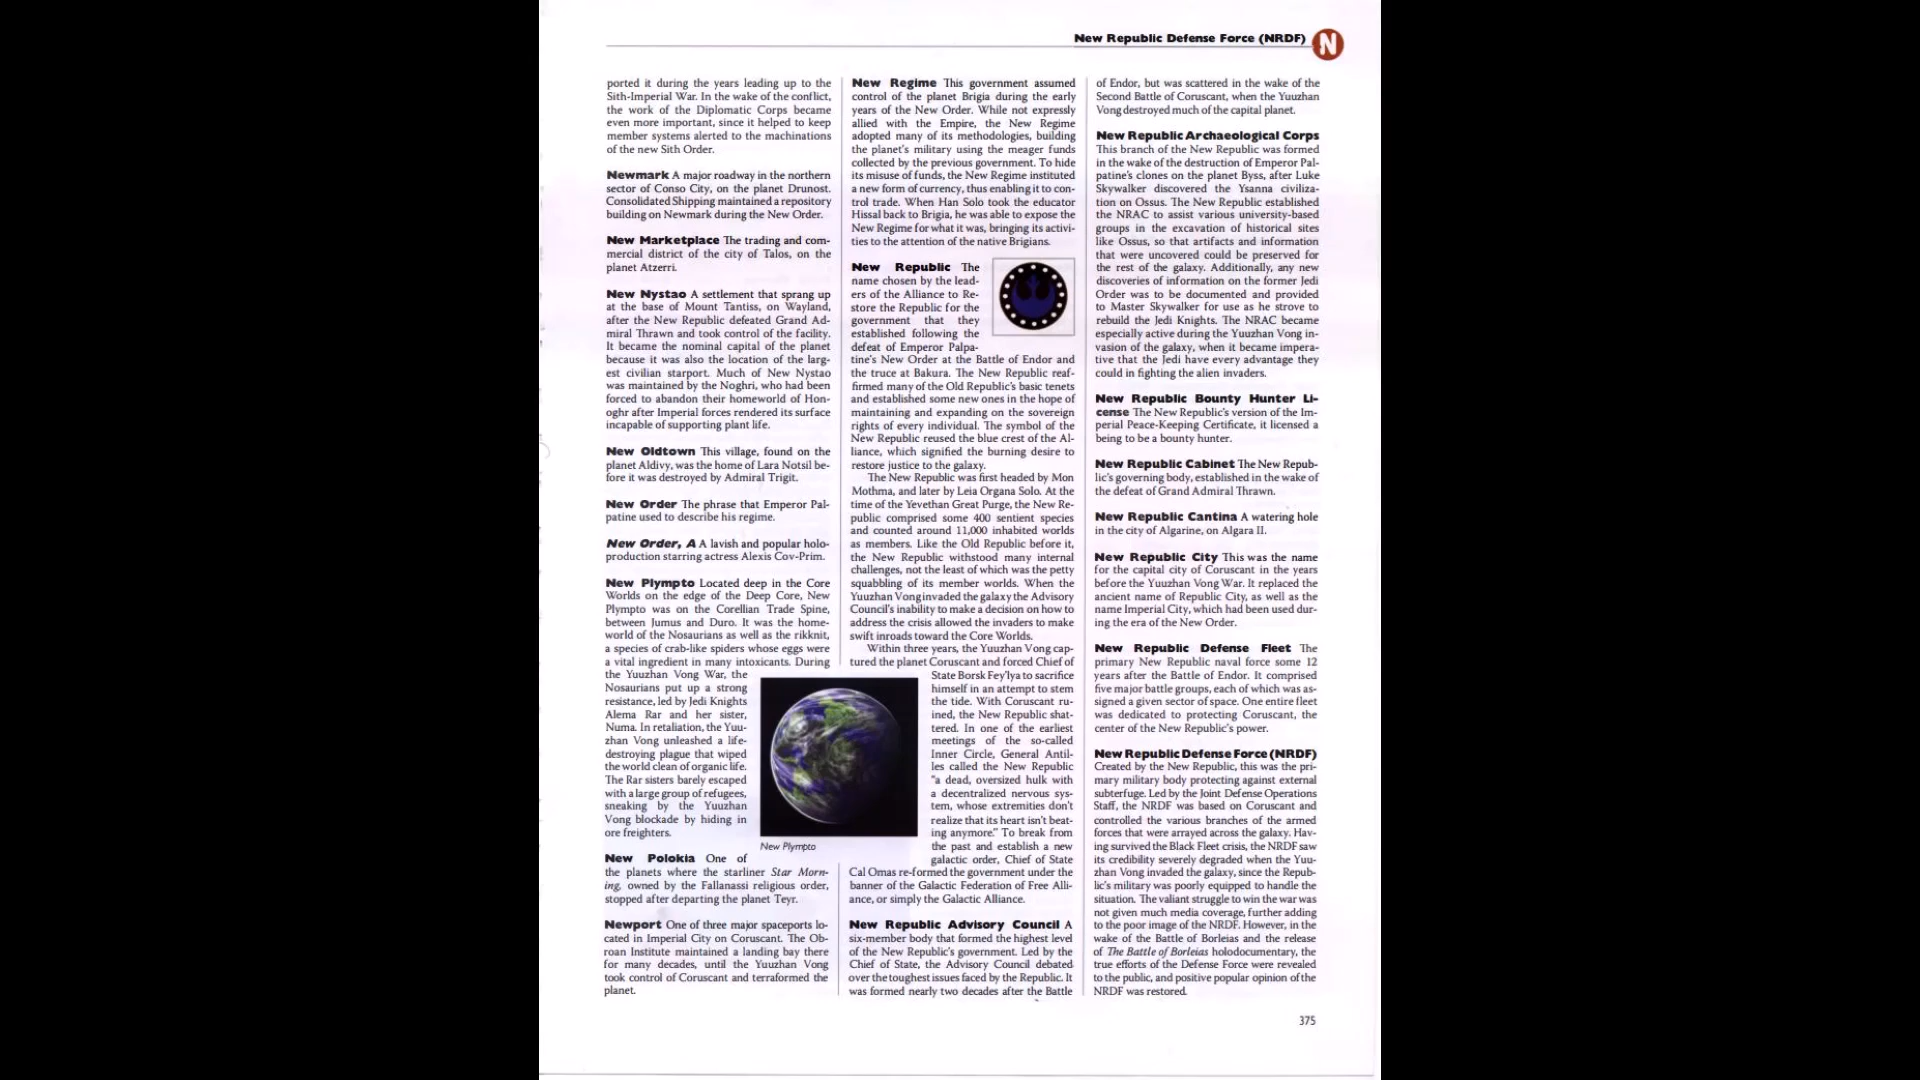 New Republic Defense Force (NRDF) N
ported it during the years leading up to the
Sith-Imperial War. In the wake of the conflict,
the work of the Diplomatic Corps became
even more important, since it helped to keep
member systems alerted to the machinations
of the new Sith Order.
Newmark A major roadway in the northern
sector of Conso City, on the planet Drunost.
Consolidated Shipping maintained a repository
building on Newmark during the New Order.
New Marketplace The trading and com-
mercial district of the city of Talos, on the
planet Atzerri.
New Nystao A settlement that sprang up
at the base of Mount Tantiss, on Wayland,
after the New Republic defeated Grand Ad-
miral Thrawn and took control of the facility.
It became the nominal capital of the planet
because it was also the location of the larg-
est civilian starport. Much of New Nystao
was maintained by the Noghri, who had been
forced to abandon their homeworld of Hon-
oghr after Imperial forces rendered its surface
incapable of supporting plant life.
New Oldtown This village, found on the
planet Aldivy, was the home of Lara Notsil be-
fore it was destroyed by Admiral Trigit.
New Order The phrase that Emperor Pal-
patine used to describe his regime.
New Order, A A lavish and popular holo-
production starring actress Alexis Cov-Prim.
New Plympto Located deep in the Core
Worlds on the edge of the Deep Core, New
Plympto was on the Corellian Trade Spine,
between Jumus and Duro. It was the home-
world of the Nosaurians as well as the rikknit,
a species of crab-like spiders whose eggs were
a vital ingredient in many intoxicants. During
the Yuuzhan Vong War, the
Nosaurians put up a strong
resistance, led by Jedi Knights
Alema Rar and her sister,
Numa. In retaliation, the Yuu-
zhan Vong unleashed a life-
destroying plague that wiped
the world clean of organic life.
The Rar sisters barely escaped
with a large group of refugees,
sneaking by the Yuuzhan
Vong blockade by hiding in
ore freighters.
New Polokia One of
the planets where the starliner Star Morn-
ing, owned by the Fallanassi religious order,
stopped after departing the planet Teyr.
Newport One of three major spaceports lo-
cated in Imperial City on Coruscant. The Ob-
roan Institute maintained a landing bay there
for many decades, until the Yuuzhan Vong
took control of Coruscant and terraformed the
planet.
New Regime This government assumed
control of the planet Brigia during the early
years of the New Order. While not expressly
allied with the Empire, the New Regime
adopted many of its methodologies, building
the planet's military using the meager funds
collected by the previous government. To hide
its misuse of funds, the New Regime instituted
a new form of currency, thus enabling it to con-
trol trade. When Han Solo took the educator
Hissal back to Brigia, he was able to expose the
New Regime for what it was, bringing its activi-
ties to the attention of the native Brigians.
New Republic The
name chosen by the lead-
ers of the Alliance to Re-
store the Republic for the
government that they
established following the
defeat of Emperor Palpa-
tine's New Order at the Battle of Endor and
the truce at Bakura. The New Republic reaf-
firmed many of the Old Republic's basic tenets
and established some new ones in the hope of
maintaining and expanding on the sovereign
rights of every individual. The symbol of the
New Republic reused the blue crest of the Al-
liance, which signified the burning desire to
restore justice to the galaxy.
The New Republic was first headed by Mon
Mothma, and later by Leia Organa Solo. At the
time of the Yevethan Great Purge, the New Re-
public comprised some 400 sentient species
and counted around 11,000 inhabited worlds
as members. Like the Old Republic before it,
the New Republic withstood many internal
challenges, not the least of which was the petty
squabbling of its member worlds. When the
Yuuzhan Vong invaded the galaxy the Advisory
Council's inability to make a decision on how to
address the crisis allowed the invaders to make
swift inroads toward the Core Worlds.
Within three years, the Yuuzhan Vong cap-
tured the planet Coruscant and forced Chief of
State Borsk Fey'lya to sacrifice
himself in an attempt to stem
the tide. With Coruscant ru-
ined, the New Republic shat-
tered. In one of the earliest
meetings of the so-called
Inner Circle, General Antil-
les called the New Republic
"a dead, oversized hulk with
a decentralized nervous sys-
tem, whose extremities don't
realize that its heart isn't beat-
ing anymore." To break from
the past and establish a new
galactic order, Chief of State
Cal Omas re-formed the government under the
banner of the Galactic Federation of Free Alli-
ance, or simply the Galactic Alliance.
New Plympto
New Republic Advisory Council A
six-member body that formed the highest level
of the New Republic's government. Led by the
Chief of State, the Advisory Council debated
over the toughest issues faced by the Republic. It
was formed nearly two decades after the Battle
of Endor, but was scattered in the wake of the
Second Battle of Coruscant, when the Yuuzhan
Vong destroyed much of the capital planet.
New Republic Archaeological Corps
This branch of the New Republic was formed
in the wake of the destruction of Emperor Pal-
patine's clones on the planet Byss, after Luke
Skywalker discovered the Ysanna civiliza-
tion on Ossus. The New Republic established
the NRAC to assist various university-based
groups in the excavation of historical sites
like Ossus, so that artifacts and information
that were uncovered could be preserved for
the rest of the galaxy. Additionally, any new
discoveries of information on the former Jedi
Order was to be documented and provided
to Master Skywalker for use as he strove to
rebuild the Jedi Knights. The NRAC became
especially active during the Yuuzhan Vong in-
vasion of the galaxy, when it became impera-
tive that the Jedi have every advantage they
could in fighting the alien invaders.
New Republic Bounty Hunter Li-
cense The New Republic's version of the Im-
perial Peace-Keeping Certificate, it licensed a
being to be a bounty hunter.
New Republic Cabinet The New Repub-
lic's governing body, established in the wake of
the defeat of Grand Admiral Thrawn.
New Republic Cantina A watering hole
in the city of Algarine, on Algara II.
New Republic City This was the name
for the capital city of Coruscant in the years
before the Yuuzhan Vong War. It replaced the
ancient name of Republic City, as well as the
name Imperial City, which had been used dur-
ing the era of the New Order.
New Republic Defense Fleet The
primary New Republic naval force some 12
years after the Battle of Endor. It comprised
five major battle groups, each of which was as-
signed a given sector of space. One entire fleet
was dedicated to protecting Coruscant, the
center of the New Republic's power.
New Republic Defense Force (NRDF)
Created by the New Republic, this was the pri-
mary military body protecting against external
subterfuge. Led by the Joint Defense Operations
Staff, the NRDF was based on Coruscant and
controlled the various branches of the armed
forces that were arrayed across the galaxy. Hav-
ing survived the Black Fleet crisis, the NRDF saw
its credibility severely degraded when the Yuu-
zhan Vong invaded the galaxy, since the Repub-
lic's military was poorly equipped to handle the
situation. The valiant struggle to win the war was
not given much media coverage, further adding
to the poor image of the NRDF. However, in the
wake of the Battle of Borleias and the release
of The Battle of Borleias holodocumentary, the
true efforts of the Defense Force were revealed
to the public, and positive popular opinion of the
NRDF was restored.
375